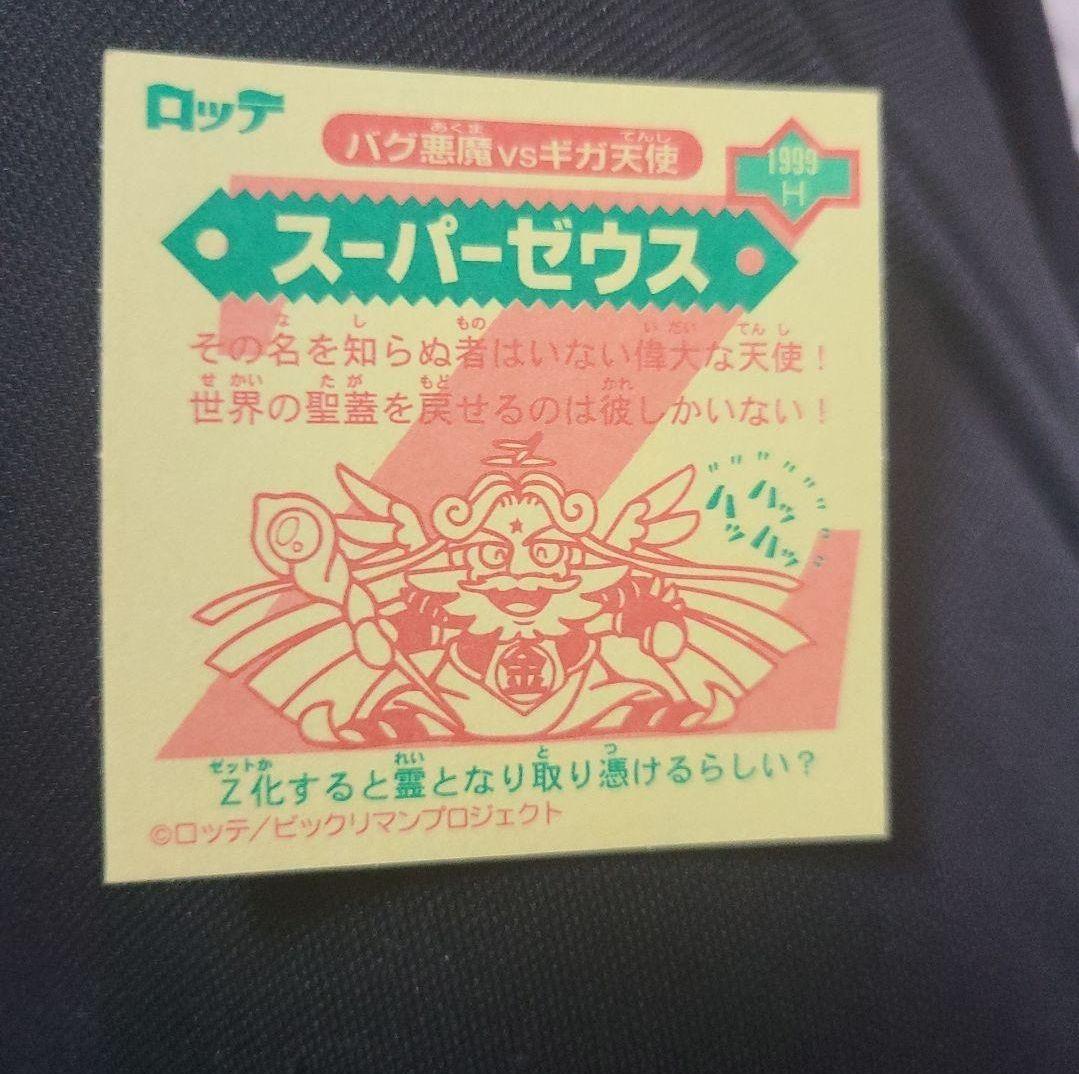 ロッテ
バグ悪魔vsギガ天使
1999
H
スーパーゼウス
その名を知らぬ者はいない偉大な天使！
世界の聖蓋を戻せるのは彼しかいない！
ハッハッハッ
金
Z化すると霊となり取り憑けるらしい？
©ロッテ/ビックリマンプロジェクト